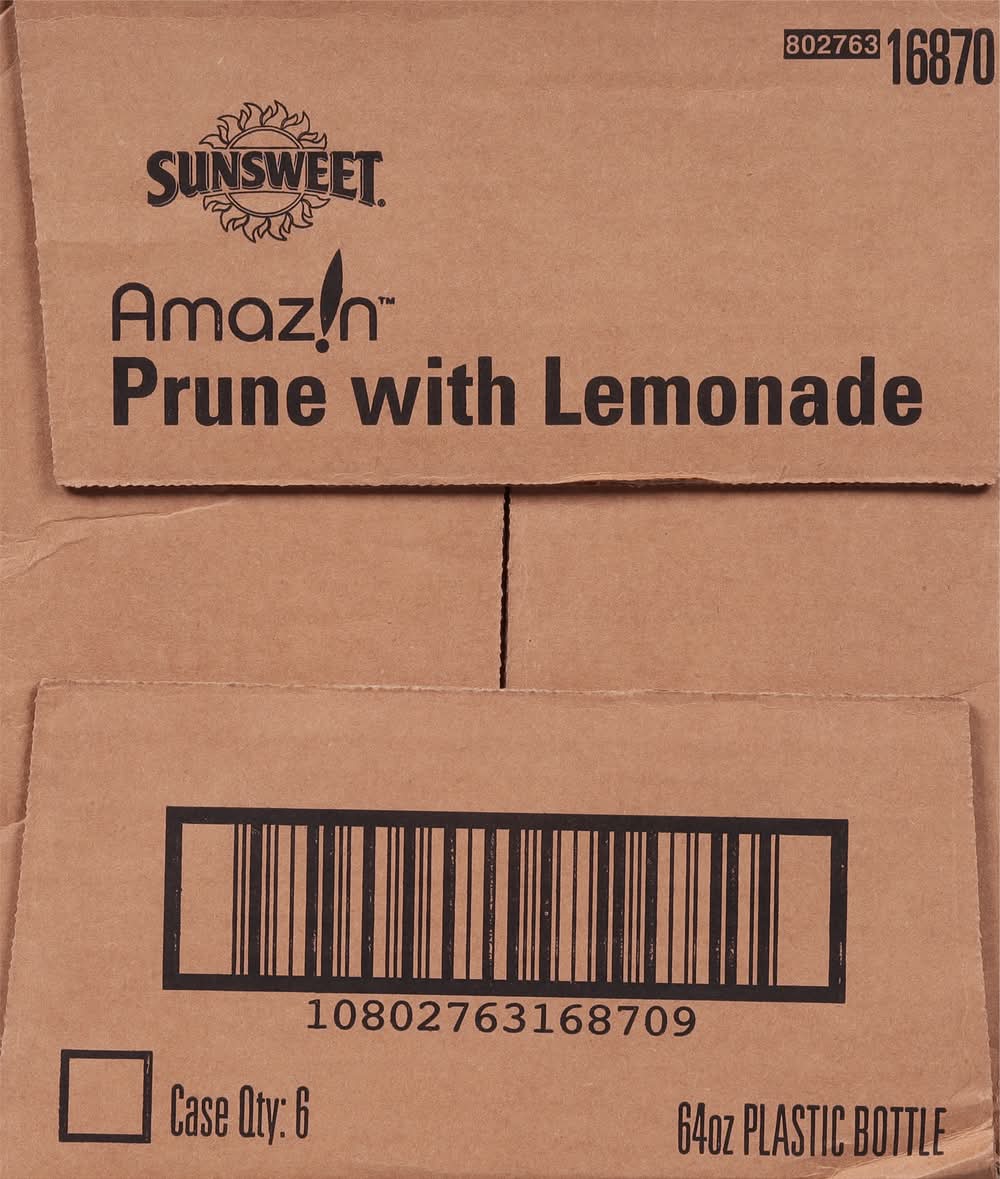 802763 16870
SUNSWEET®
Amaz!n™
Prune with Lemonade
10802763168709
Case Qty: 6
64oz PLASTIC BOTTLE